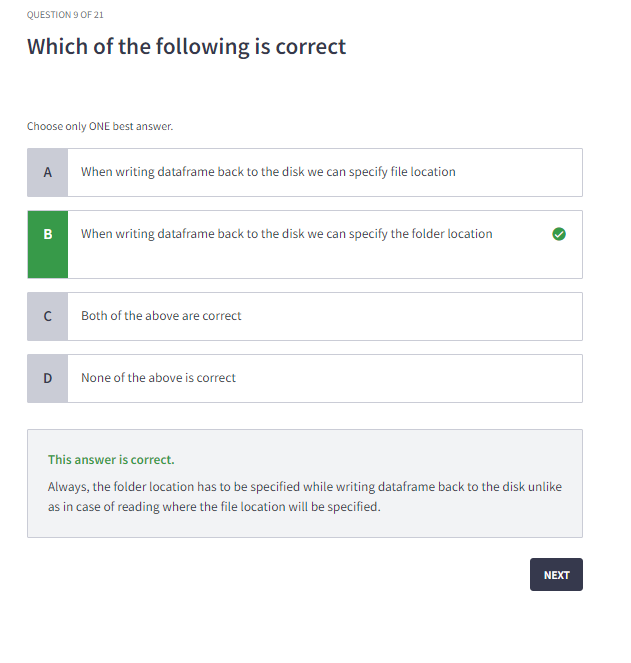 QUESTION 9 OF 21
Which of the following is correct
Choose only ONE best answer.
A
When writing dataframe back to the disk we can specify file location
B
When writing dataframe back to the disk we can specify the folder location
C
Both of the above are correct
D
None of the above is correct
This answer is correct.
Always, the folder location has to be specified while writing dataframe back to the disk unlike
as in case of reading where the file location will be specified.
NEXT